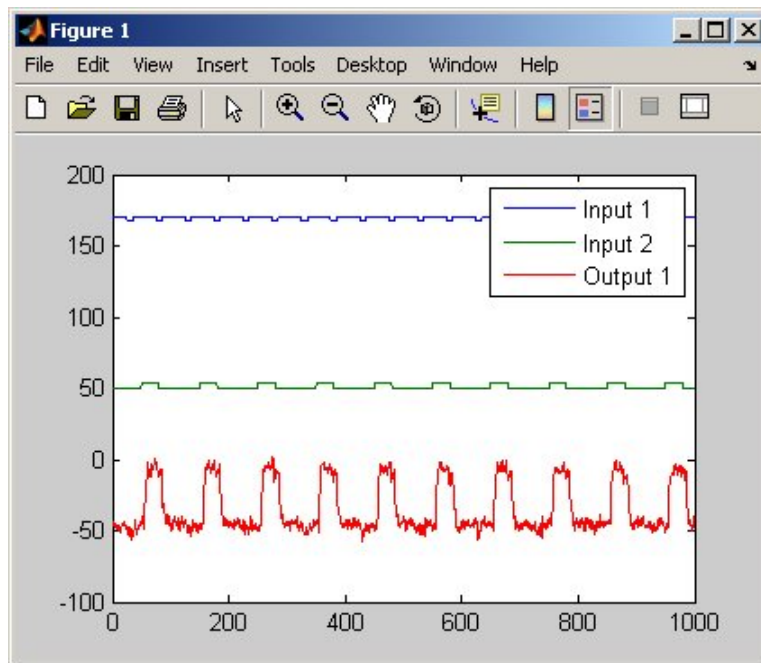 Figure 1
File Edit View Insert Tools Desktop Window Help
200
150
100
50
0
-50
-100
0 200 400 600 800 1000
Input 1
Input 2
Output 1